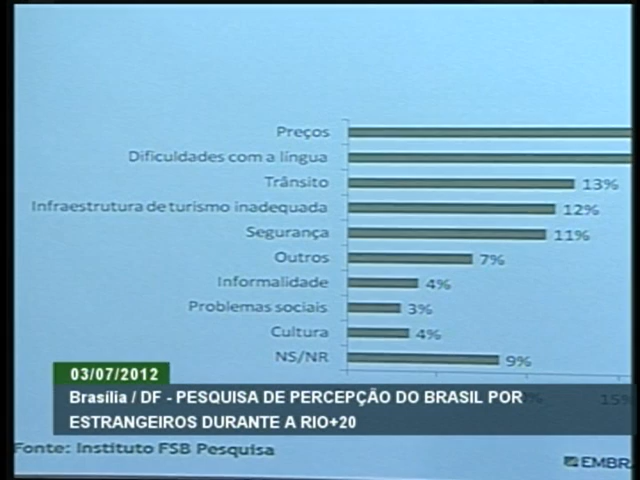 Preços
Dificuldades com a língua
Trânsito 13%
Infraestrutura de turismo inadequada 12%
Segurança 11%
Outros 7%
Informalidade 4%
Problemas sociais 3%
Cultura 4%
NS/NR 9%
03/07/2012
Brasília / DF - PESQUISA DE PERCEPÇÃO DO BRASIL POR
ESTRANGEIROS DURANTE A RIO+20
Fonte: Instituto FSB Pesquisa